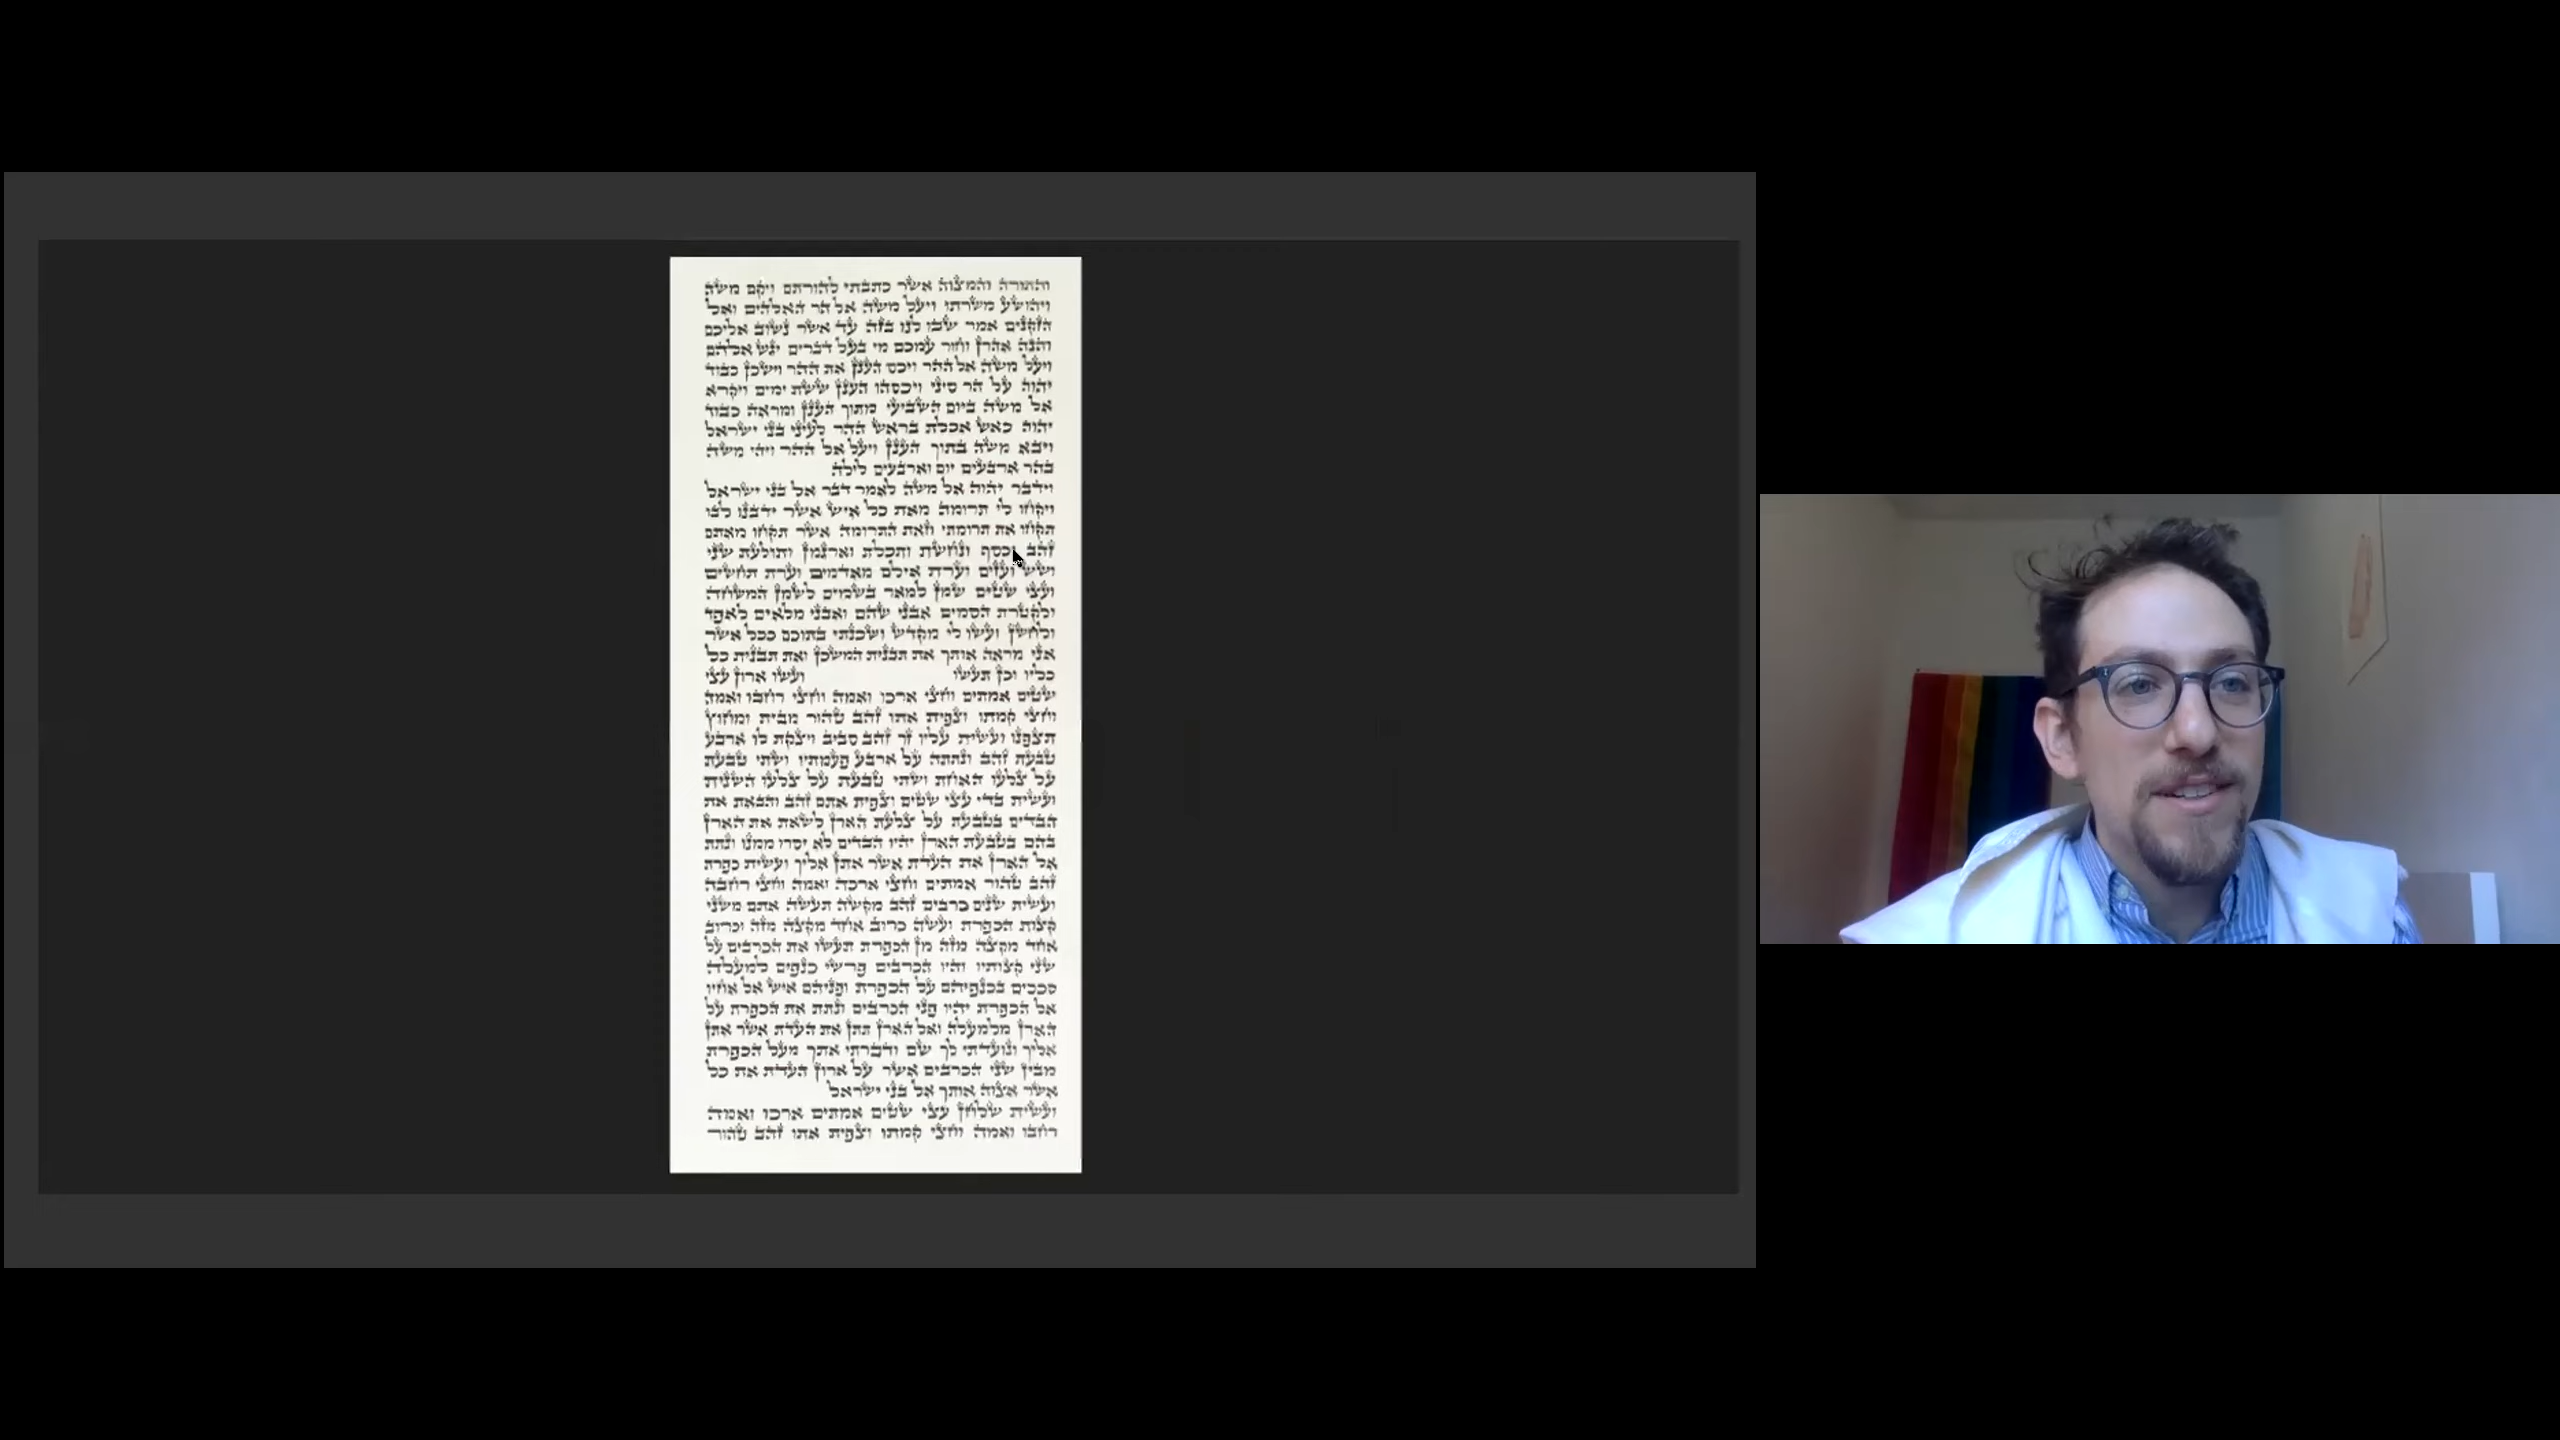 והתורה והמצוה אשר כתבתי להורתם ויקם משה
ויהושע משרתו ויעל משה אל הר האלהים ואל
הזקנים אמר שבו לנו בזה עד אשר נשוב אליכם
והנה אהרן וחור עמכם מי בעל דברים יגש אלהם
ויעל משה אל ההר ויכס הענן את ההר וישכן כבוד
יהוה על הר סיני ויכסהו הענן ששת ימים ויקרא
אל משה ביום השביעי מתוך הענן ומראה כבוד
יהוה כאש אכלת בראש ההר לעיני בני ישראל
ויבא משה בתוך הענן ויעל אל ההר ויהי משה
בהר ארבעים יום וארבעים לילה
וידבר יהוה אל משה לאמר דבר אל בני ישראל
ויקחו לי תרומה מאת כל איש אשר ידבנו לבו
תקחו את תרומתי וזאת התרומה אשר תקחו מאתם
זהב וכסף ונחשת ותכלת וארגמן ותולעת שני
ושש ועזים וערת אילם מאדמים וערת תחשים
ועצי שטים שמן למאר בשמים לשמן המשחה
ולקטרת הסמים אבני שהם ואבני מלאים לאפד
ולחשן ועשו לי מקדש ושכנתי בתוכם ככל אשר
אני מראה אותך את תבנית המשכן ואת תבנית כל
כליו וכן תעשו ועשו ארון עצי
שטים אמתים וחצי ארכו ואמה וחצי רחבו ואמה
וחצי קמתו וצפית אתו זהב טהור מבית ומחוץ
תצפנו ועשית עליו זר זהב סביב ויצקת לו ארבע
טבעת זהב ונתתה על ארבע פעמתיו ושתי טבעת
על צלעו האחת ושתי טבעת על צלעו השנית
ועשית בדי עצי שטים וצפית אתם זהב והבאת את
הבדים בטבעת על צלעת הארן לשאת את הארן
בהם בטבעת הארן יהיו הבדים לא יסרו ממנו ונתת
אל הארן את העדת אשר אתן אליך ועשית כפרת
זהב טהור אמתים וחצי ארכה ואמה וחצי רחבה
ועשית שנים כרבים זהב מקשה תעשה אתם משני
קצות הכפרת ועשה כרוב אחד מקצה מזה וכרוב
אחד מקצה מזה מן הכפרת תעשו את הכרבים על
שני קצותיו והיו הכרבים פרשי כנפים למעלה
סככים בכנפיהם על הכפרת ופניהם איש אל אחיו
אל הכפרת יהיו פני הכרבים ונתת את הכפרת על
הארן מלמעלה ואל הארן תתן את העדת אשר אתן
אליך ונועדתי לך שם ודברתי אתך מעל הכפרת
מבין שני הכרבים אשר על ארון העדת את כל
אשר אצוה אותך אל בני ישראל
ועשית שלחן עצי שטים אמתים ארכו ואמה
רחבו ואמה וחצי קמתו וצפית אתו זהב טהור